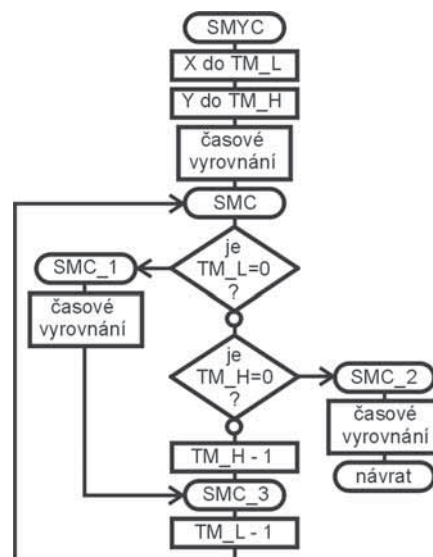 SMYC
X do TM_L
Y do TM_H
časové
vyrovnání
SMC
je
TM_L=0
?
SMC_1
časové
vyrovnání
je
TM_H=0
?
SMC_2
časové
vyrovnání
návrat
TM_H - 1
SMC_3
TM_L - 1